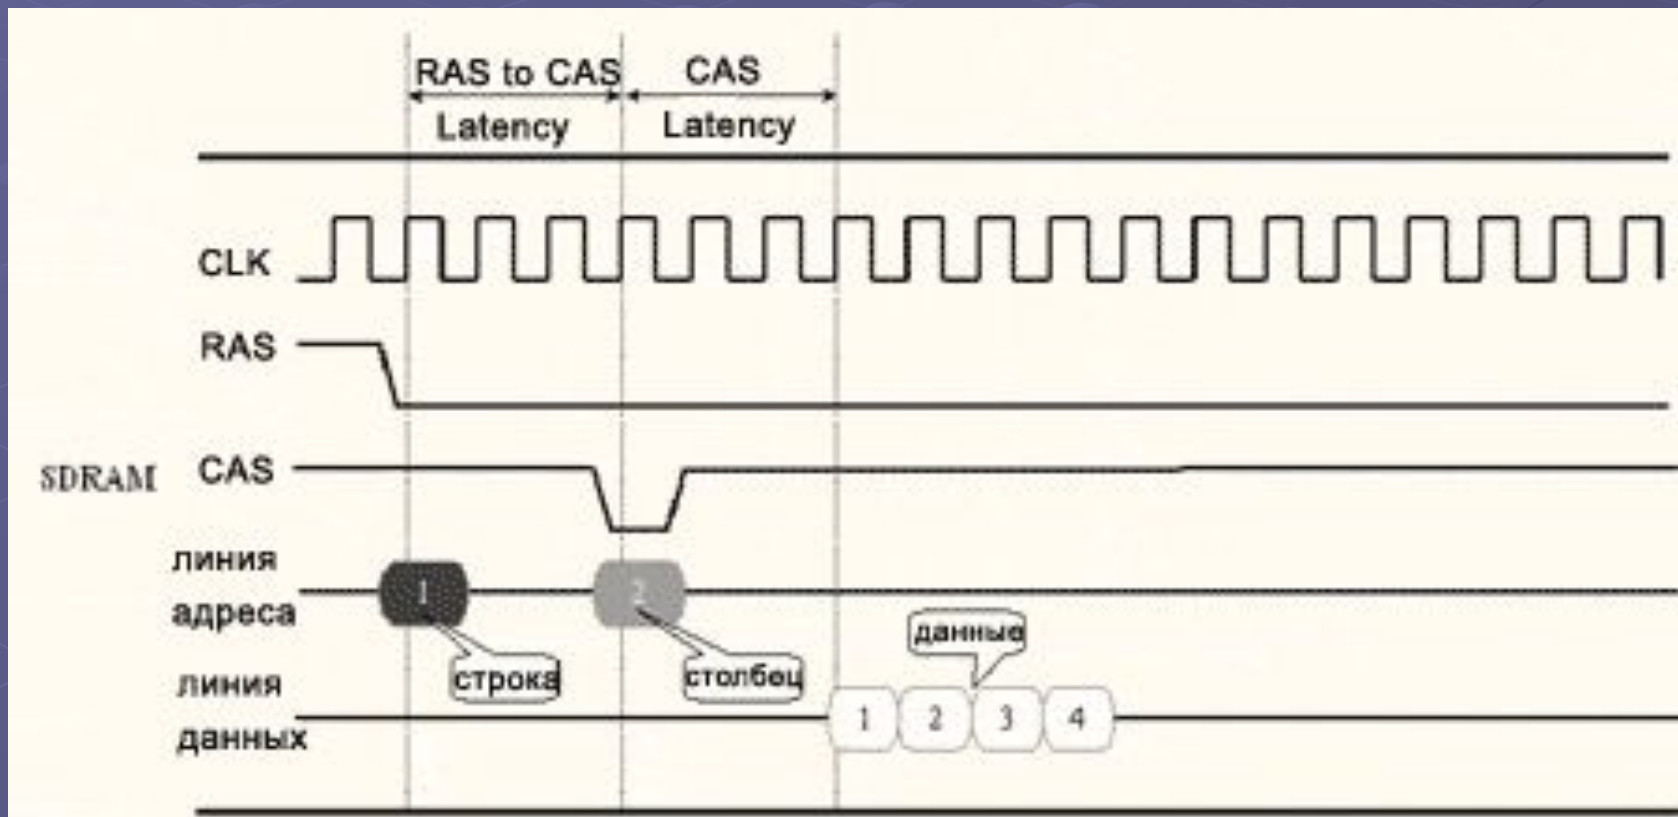 RAS to CAS
Latency
CAS
Latency
CLK
RAS
SDRAM
CAS
линия
адреса
1
2
строка
столбец
данные
линия
данных
1
2
3
4